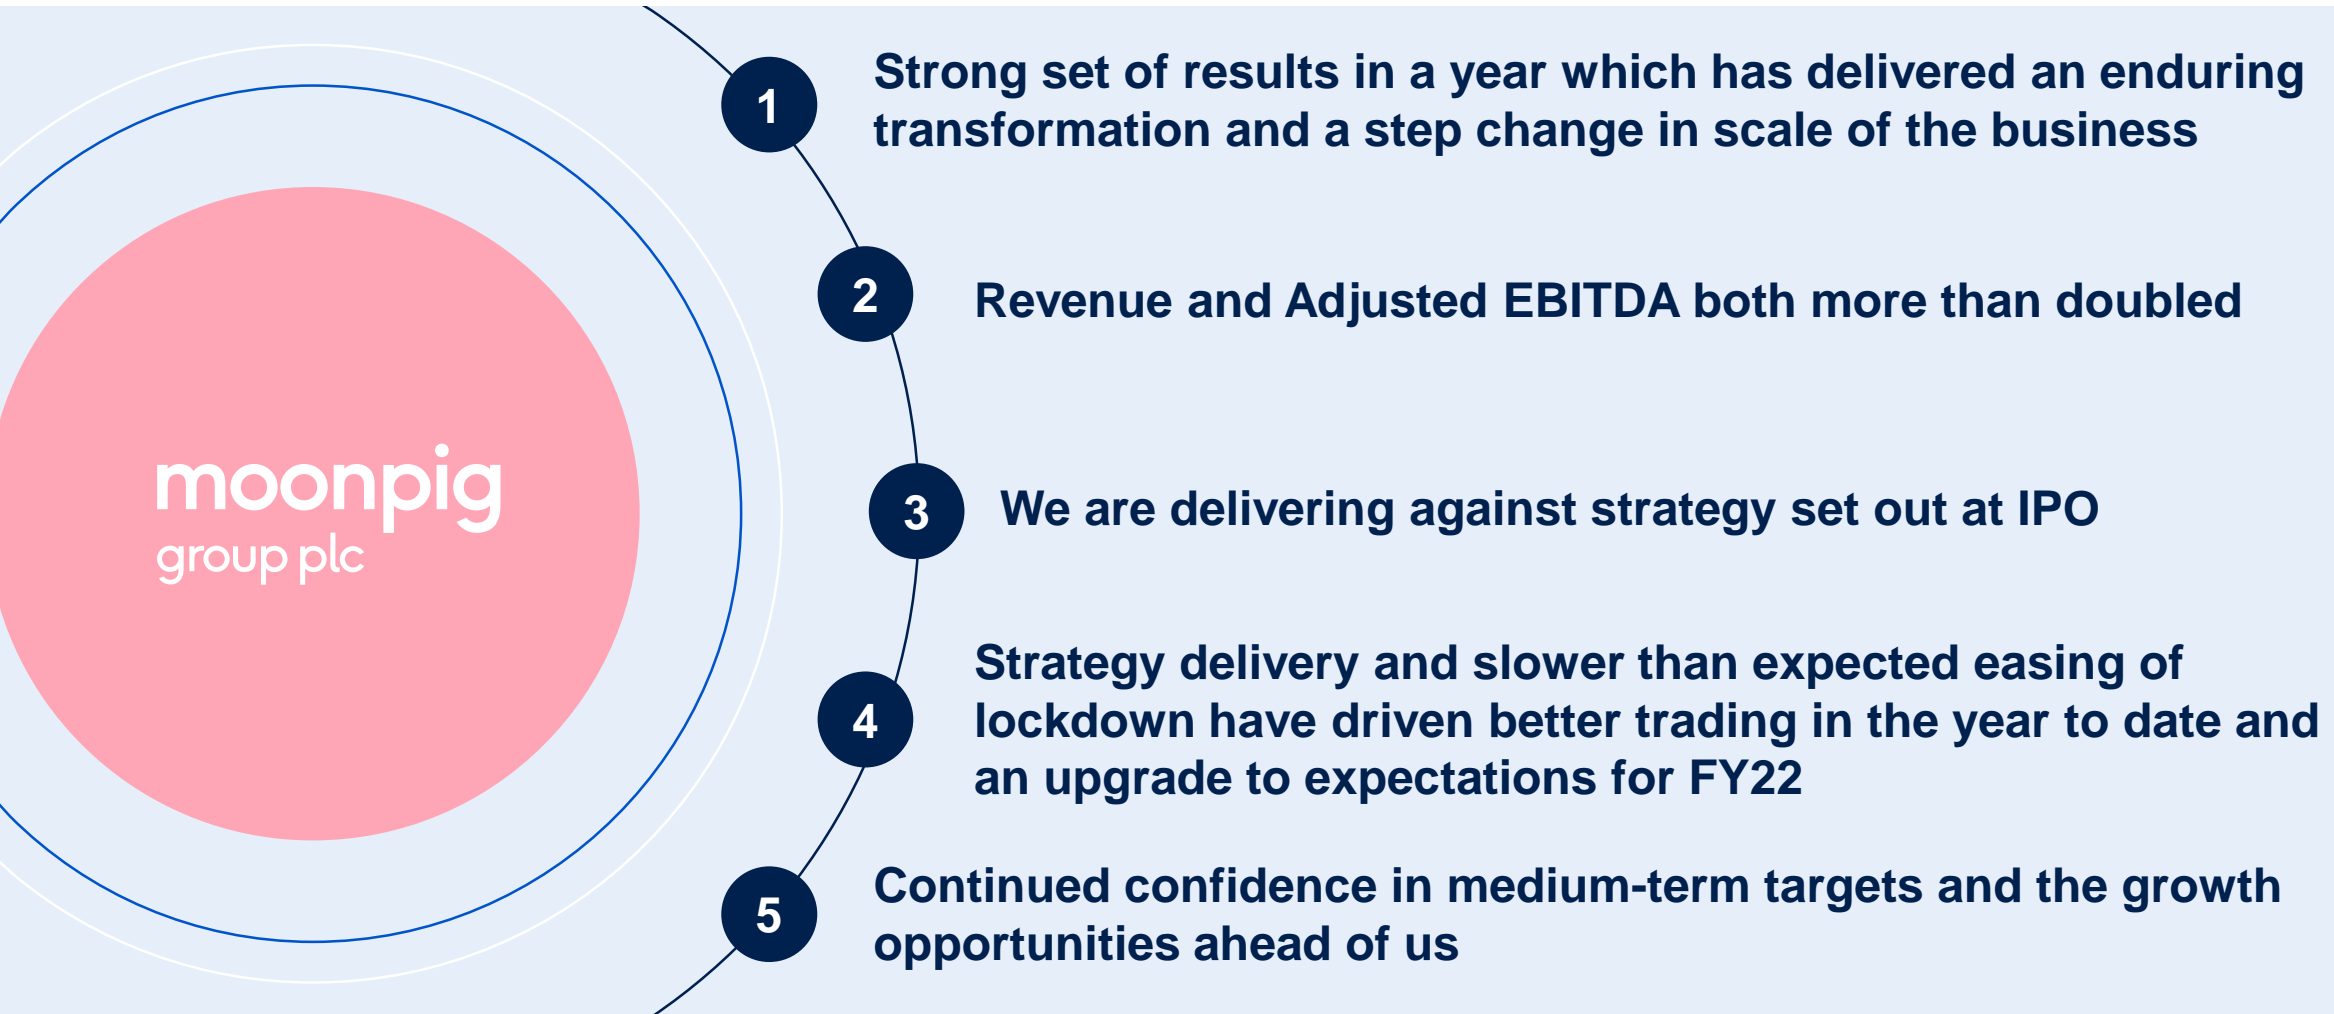 moonpig
group plc
1
Strong set of results in a year which has delivered an enduring
transformation and a step change in scale of the business
2
Revenue and Adjusted EBITDA both more than doubled
3
We are delivering against strategy set out at IPO
4
Strategy delivery and slower than expected easing of
lockdown have driven better trading in the year to date and
an upgrade to expectations for FY22
5
Continued confidence in medium-term targets and the growth
opportunities ahead of us